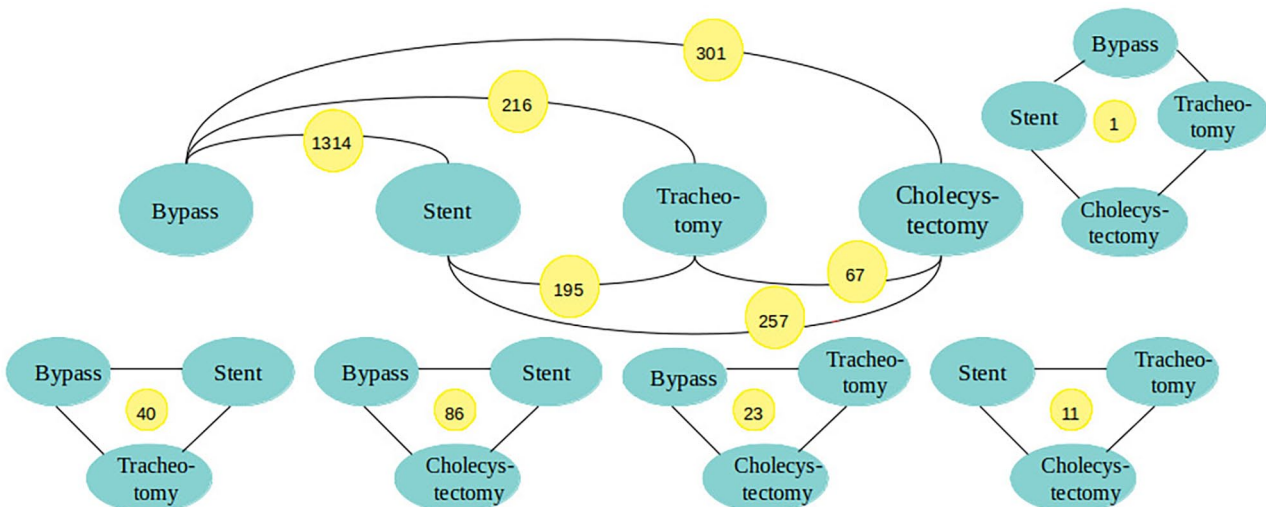 301
216
1314
Bypass
Stent
Tracheo-
tomy
Cholecys-
tectomy
195
67
257
Bypass
Stent
1
Tracheo-
tomy
Cholecys-
tectomy
Bypass
Stent
40
Tracheo-
tomy
Bypass
Stent
86
Cholecys-
tectomy
Bypass
Tracheo-
tomy
23
Cholecys-
tectomy
Stent
Tracheo-
tomy
11
Cholecys-
tectomy